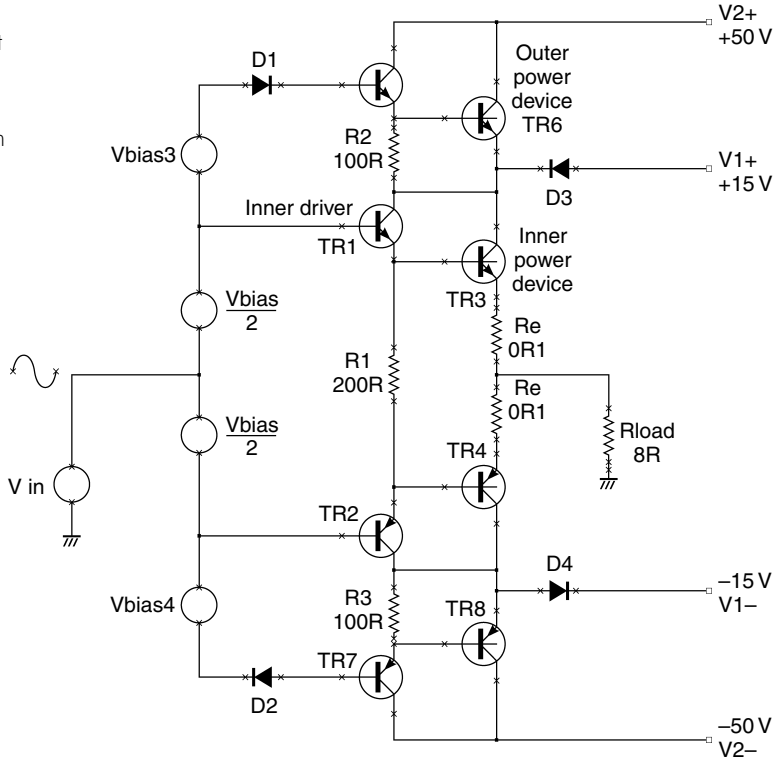 t
n
V2+
+50 V
D1
Outer
power
device
TR6
R2
100R
Vbias3
V1+
+15 V
D3
Inner driver
TR1
Inner
power
device
TR3
Vbias
2
Re
0R1
R1
200R
Re
0R1
Vbias
2
Rload
8R
TR4
V in
TR2
D4
–15 V
V1–
Vbias4
R3
100R
TR8
TR7
D2
–50 V
V2–